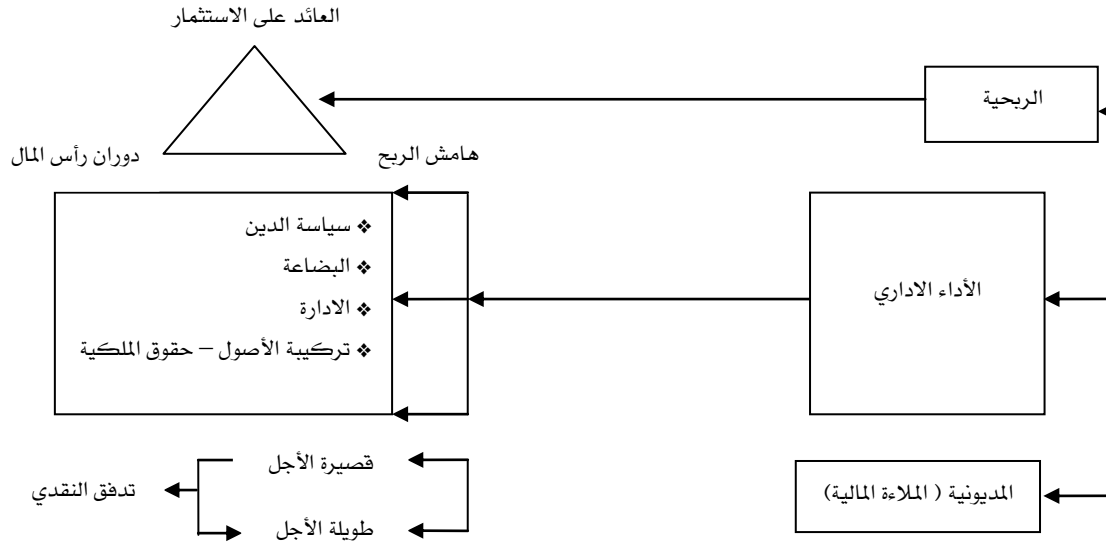 العائد على الاستثمار
الربحية
هامش الربح
دوران رأس المال
❖ سياسة الدين
❖ البضاعة
❖ الادارة
❖ تركيبة الأصول – حقوق الملكية
الأداء الاداري
المديونية ( الملاءة المالية)
قصيرة الأجل
تدفق النقدي
طويلة الأجل